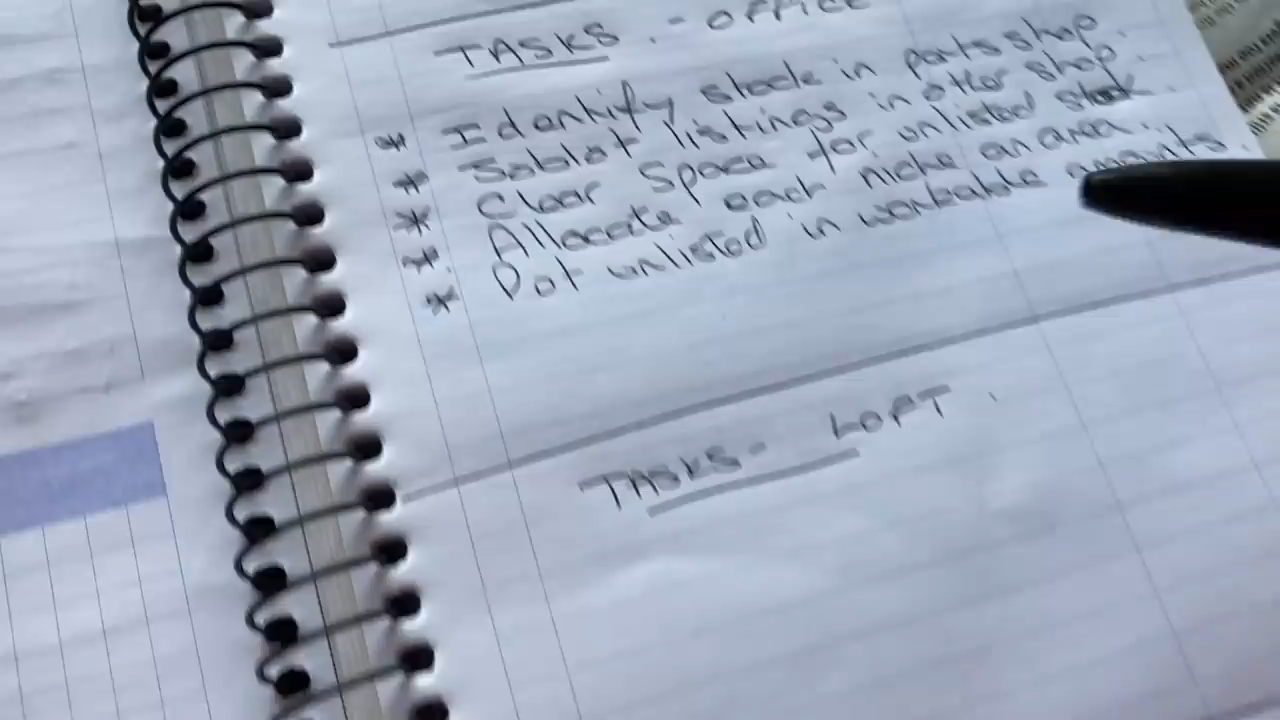 TASKS. - OFFICE
* Identify stock in parts shop.
* Sablot listings in other shop.
* Clear Space for unlisted stock.
* Allocate each niche an area.
* Put unlisted in workable amounts.
TASKS - LOFT.